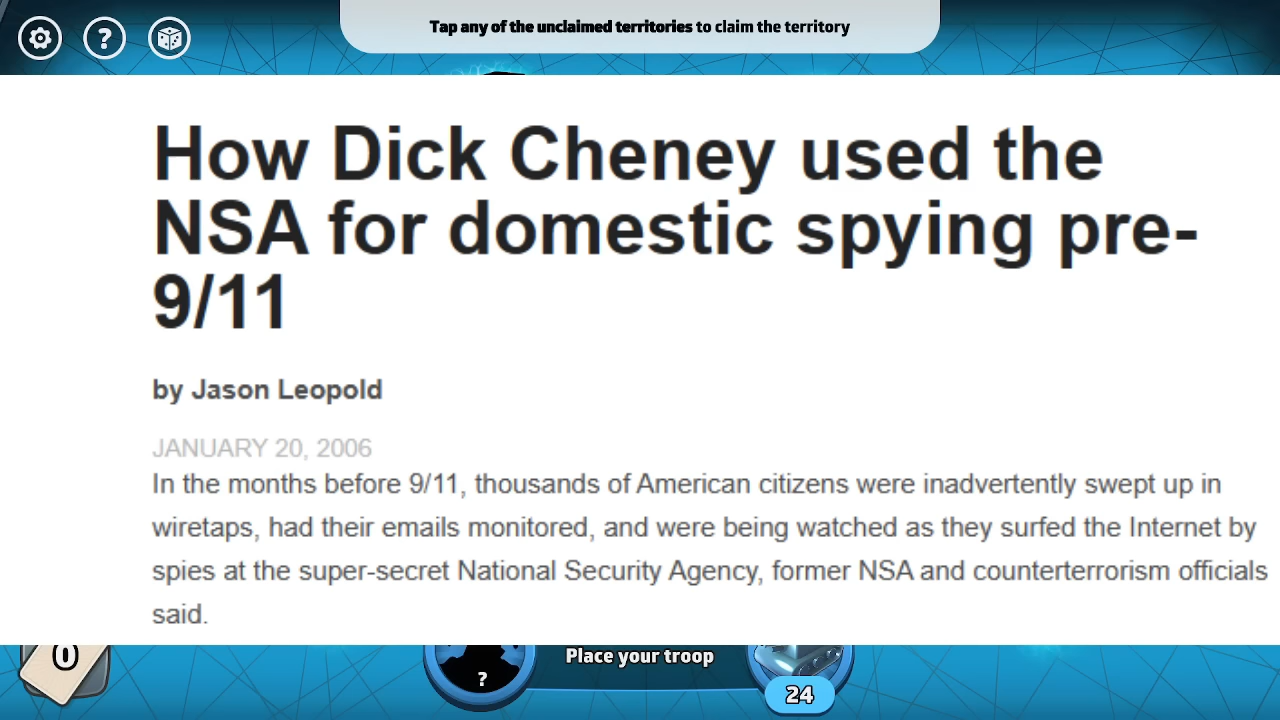 Tap any of the unclaimed territories to claim the territory
?
How Dick Cheney used the
NSA for domestic spying pre-
9/11
by Jason Leopold
JANUARY 20, 2006
In the months before 9/11, thousands of American citizens were inadvertently swept up in
wiretaps, had their emails monitored, and were being watched as they surfed the Internet by
spies at the super-secret National Security Agency, former NSA and counterterrorism officials
said.
0
Place your troop
?
24